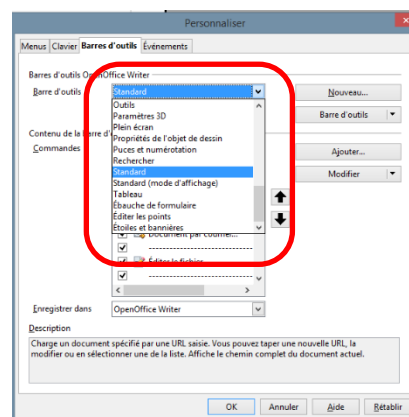 Personnaliser
Menus Clavier Barres d'outils Événements
Barres d'outils OpenOffice Writer
Barre d'outils Standard Nouveau...
Outils
Paramètres 3D
Barre d'outils
Plein écran
Propriétés de l'objet de dessin
Contenu de la barre d'
Puces et numérotation
Commandes
Ajouter...
Rechercher
Standard
Modifier
Standard (mode d'affichage)
Tableau
Ébauche de formulaire
Éditer les points
Étoiles et bannières
Document par courriel...
Éditer le fichier
Enregistrer dans OpenOffice Writer
Description
Charge un document spécifié par une URL saisie. Vous pouvez taper une nouvelle URL, la
modifier ou en sélectionner une de la liste. Affiche le chemin complet du document actuel.
OK Annuler Aide Rétablir